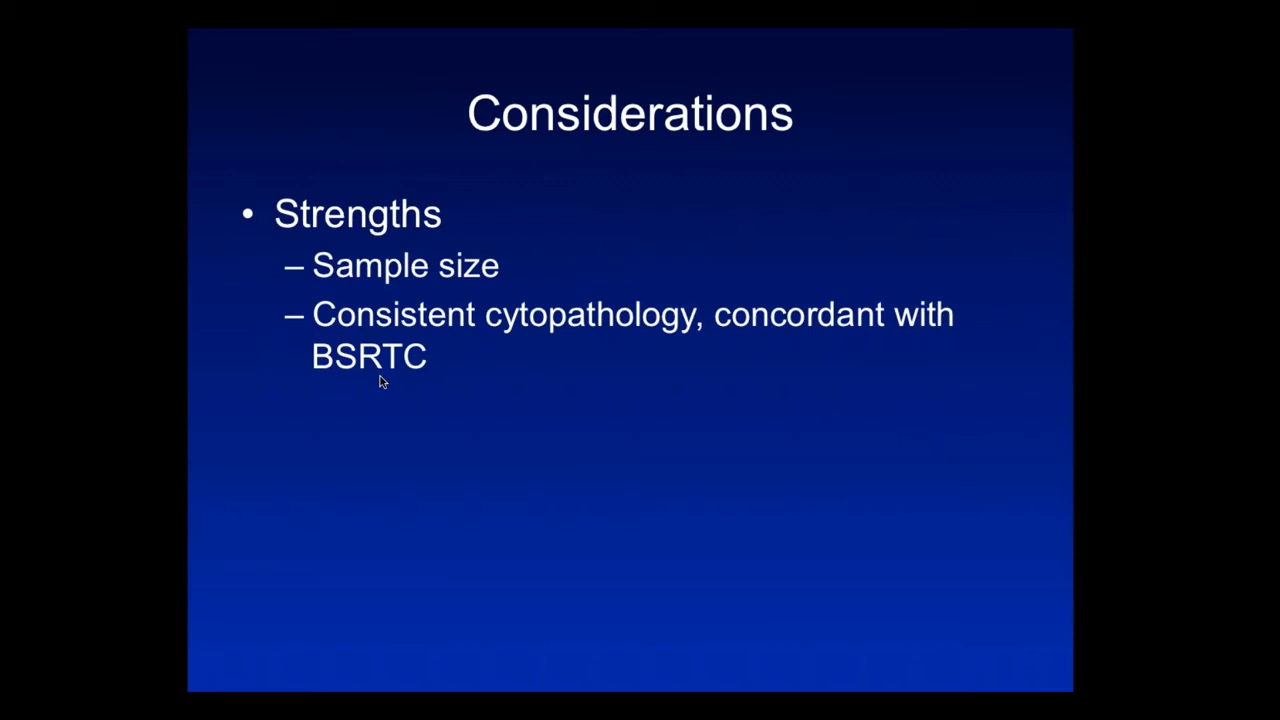 Considerations
• Strengths
– Sample size
– Consistent cytopathology, concordant with
BSRTC